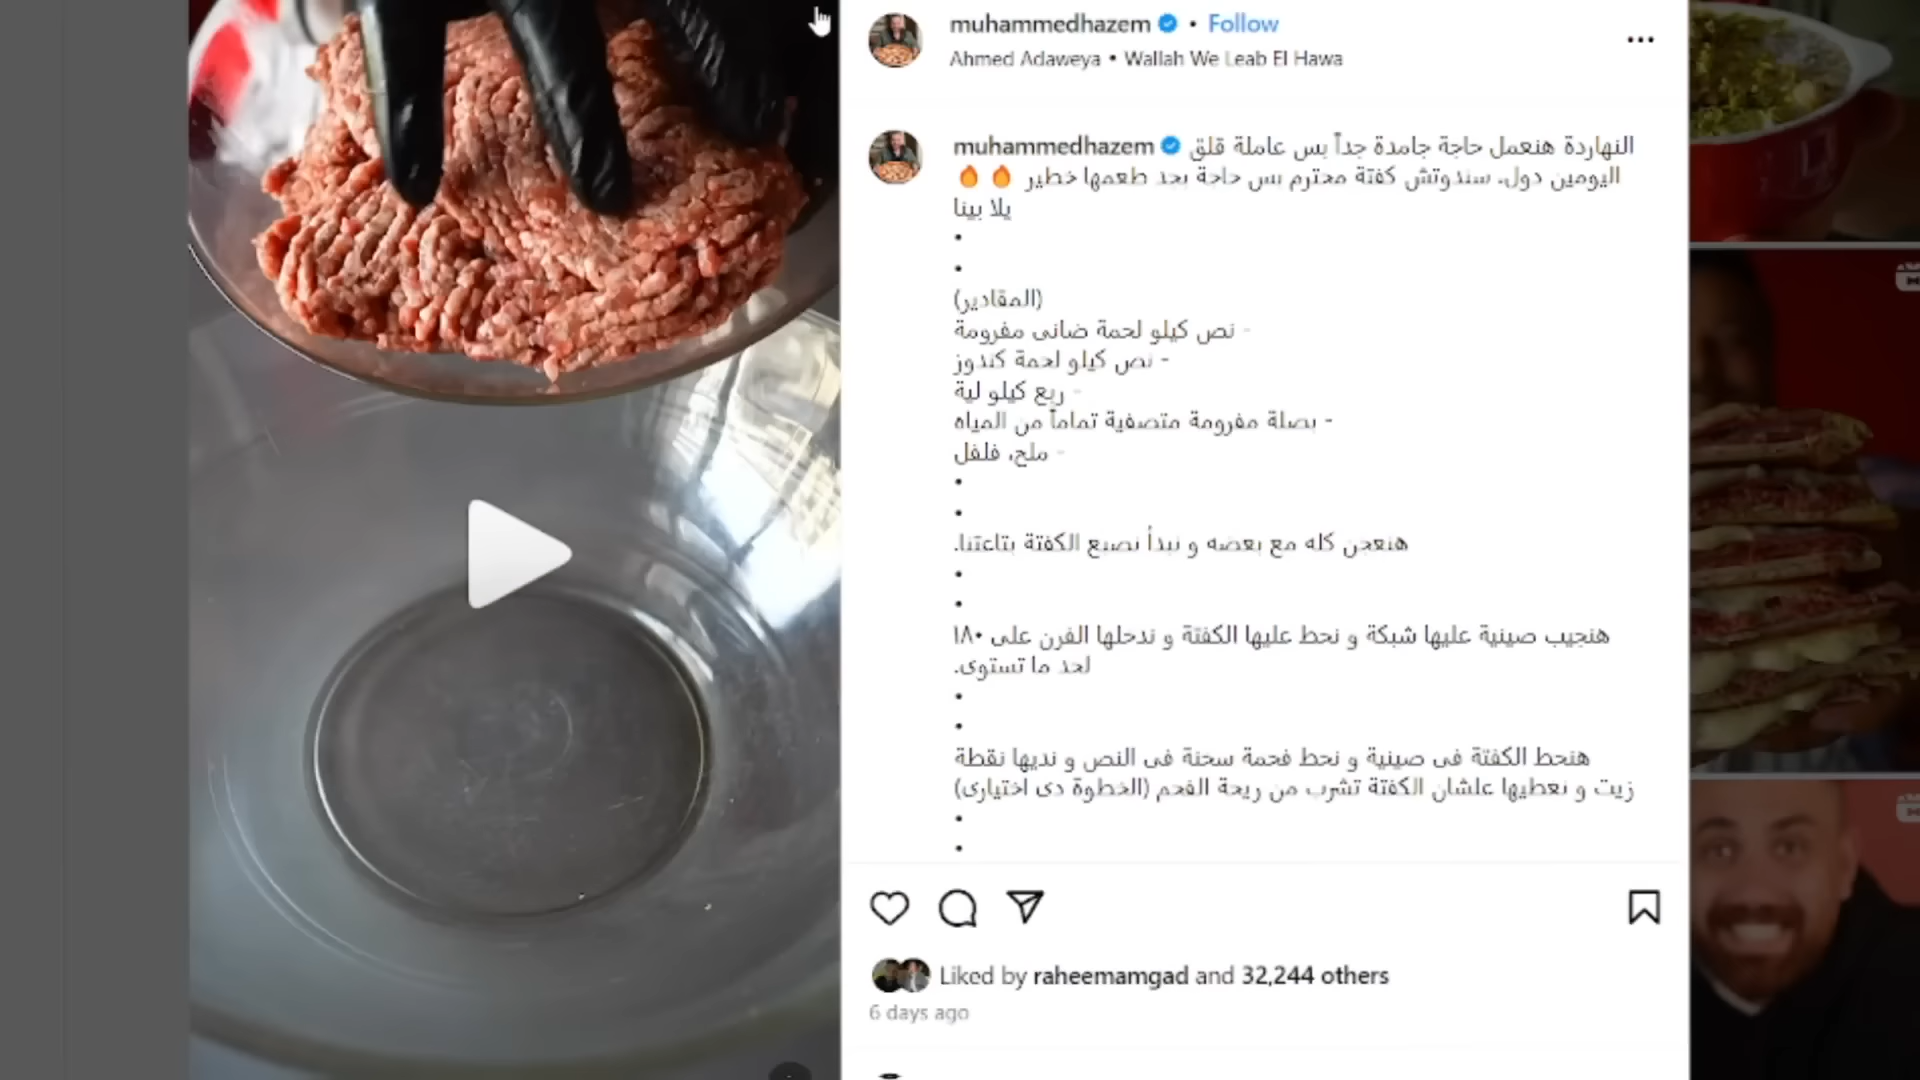 muhammedhazem • Follow
Ahmed Adaweya • Wallah We Leab El Hawa
muhammedhazem النهاردة هنعمل حاجة جامدة جداً بس عاملة قلق
اليومين دول. سندوتش كفتة محترم بس حاجة بجد طعمها خطير 🔥🔥
يلا بينا
•
•
(المقادير)
- نص كيلو لحمة ضانى مفرومة
- نص كيلو لحمة كندوز
- ربع كيلو لية
- بصلة مفرومة متصفية تماماً من المياه
- ملح، فلفل
•
•
هنعجن كله مع بعضه و نبدأ نصبع الكفتة بتاعتنا.
•
•
هنجيب صينية عليها شبكة و نحط عليها الكفتة و ندخلها الفرن على ١٨٠
لحد ما تستوى.
•
•
هنحط الكفتة فى صينية و نحط فحمة سخنة فى النص و نديها نقطة
زيت و نغطيها علشان الكفتة تشرب من ريحة الفحم (الخطوة دى اختيارى)
•
•
Liked by raheemamgad and 32,244 others
6 days ago